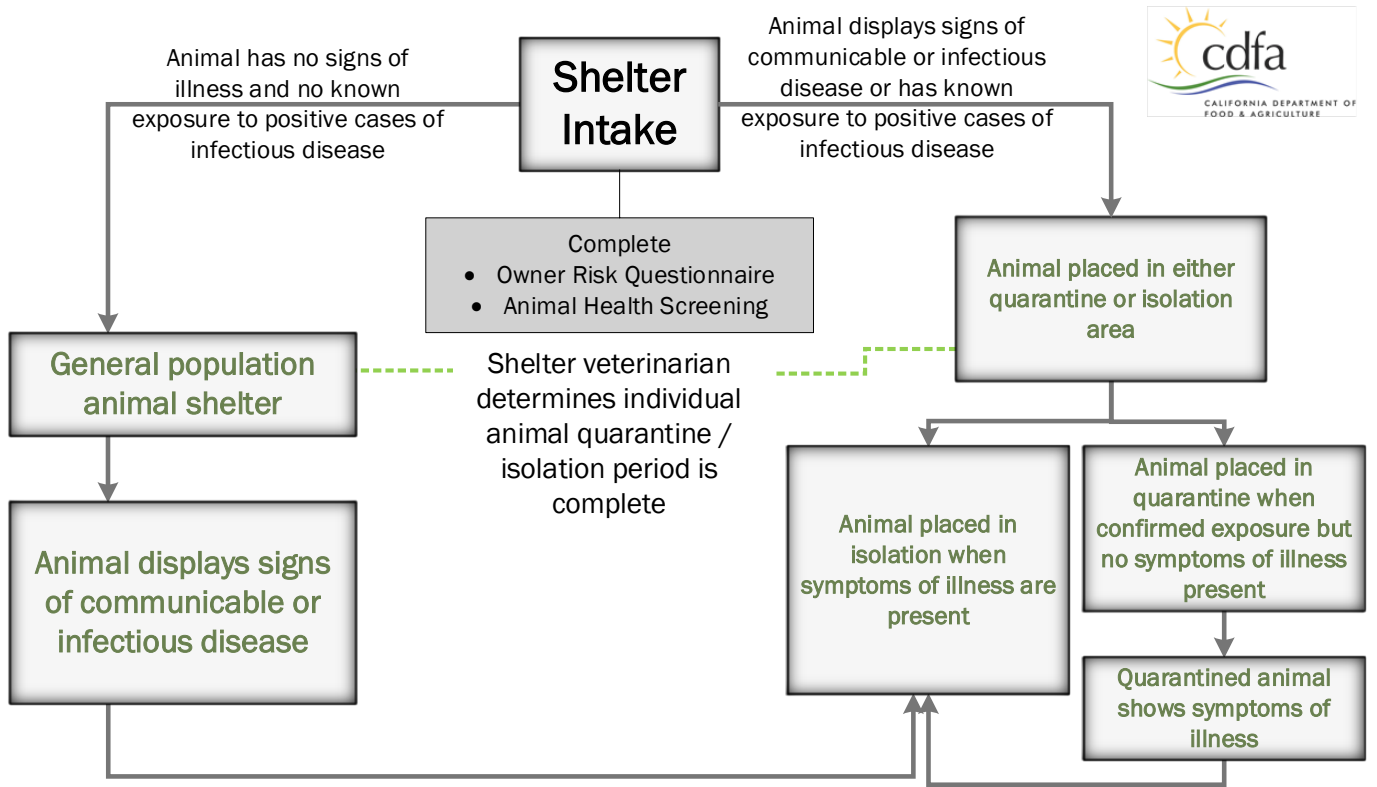 Animal has no signs of
illness and no known
exposure to positive cases of
infectious disease
Shelter
Intake
Animal displays signs of
communicable or infectious
disease or has known
exposure to positive cases of
infectious disease
cdfa
CALIFORNIA DEPARTMENT OF
FOOD & AGRICULTURE
Complete
• Owner Risk Questionnaire
• Animal Health Screening
Animal placed in either
quarantine or isolation
area
General population
animal shelter
Shelter veterinarian
determines individual
animal quarantine /
isolation period is
complete
Animal displays signs
of communicable or
infectious disease
Animal placed in
isolation when
symptoms of illness are
present
Animal placed in
quarantine when
confirmed exposure but
no symptoms of illness
present
Quarantined animal
shows symptoms of
illness